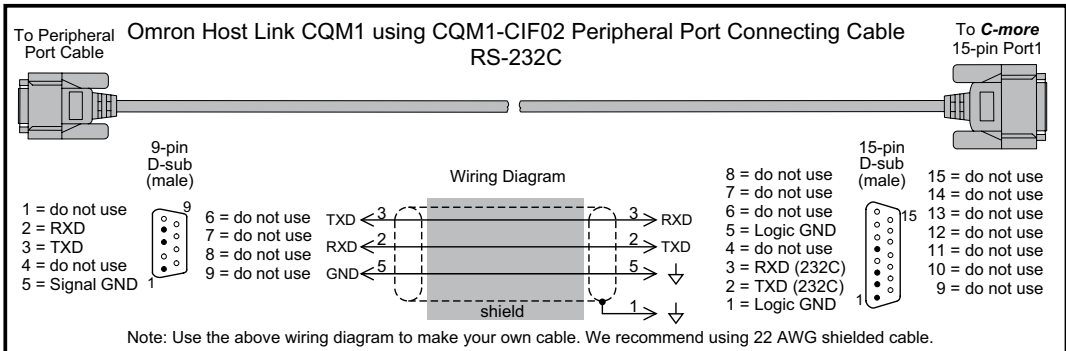 To Peripheral
Port Cable
Omron Host Link CQM1 using CQM1-CIF02 Peripheral Port Connecting Cable
RS-232C
To C-more
15-pin Port1
9-pin
D-sub
(male)
1 = do not use
2 = RXD
3 = TXD
4 = do not use
5 = Signal GND
9
1
6 = do not use
7 = do not use
8 = do not use
9 = do not use
Wiring Diagram
TXD 3 3 RXD
RXD 2 2 TXD
GND 5 5
1
shield
8 = do not use
7 = do not use
6 = do not use
5 = Logic GND
4 = do not use
3 = RXD (232C)
2 = TXD (232C)
1 = Logic GND
15-pin
D-sub
(male)
15
1
15 = do not use
14 = do not use
13 = do not use
12 = do not use
11 = do not use
10 = do not use
9 = do not use
Note: Use the above wiring diagram to make your own cable. We recommend using 22 AWG shielded cable.